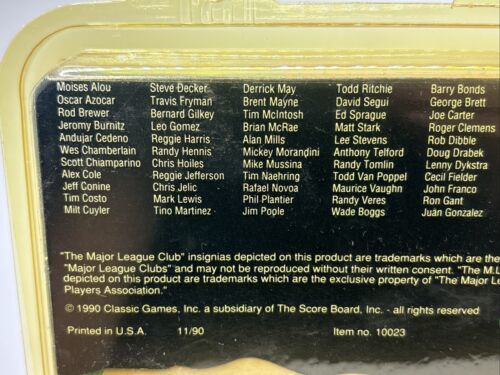 Moises Alou Steve Decker Derrick May Todd Ritchie Barry Bonds
Oscar Azocar Travis Fryman Brent Mayne David Segui George Brett
Rod Brewer Bernard Gilkey Tim McIntosh Ed Sprague Joe Carter
Jeromy Burnitz Leo Gomez Brian McRae Matt Stark Roger Clemens
Andujar Cedeno Reggie Harris Alan Mills Lee Stevens Rob Dibble
Wes Chamberlain Randy Hennis Mickey Morandini Anthony Telford Doug Drabek
Scott Chiamparino Chris Hoiles Mike Mussina Randy Tomlin Lenny Dykstra
Alex Cole Reggie Jefferson Tim Naehring Todd Van Poppel Cecil Fielder
Jeff Conine Chris Jelic Rafael Novoa Maurice Vaughn John Franco
Tim Costo Mark Lewis Phil Plantier Randy Veres Ron Gant
Milt Cuyler Tino Martinez Jim Pople Wade Boggs Juán Gonzalez
"The Major League Club" insignias depicted on this product are trademarks which are the
"Major League Clubs" and may not be reproduced without their written consent. "The M.L
depicted on this product are trademarks which are the exclusive property of "The Major Le
Players Association."
© 1990 Classic Games, Inc. a subsidiary of The Score Board, Inc. - all rights reserved
Printed in U.S.A. 11/90 Item no. 10023